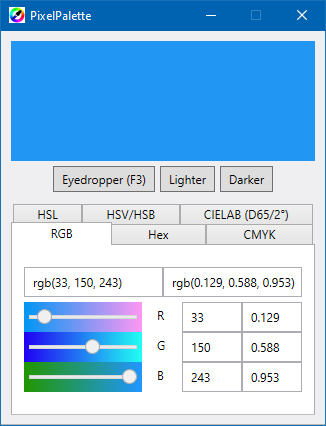 PixelPalette
Eyedropper (F3) Lighter Darker
HSL HSV/HSB CIELAB (D65/2°)
RGB Hex CMYK
rgb(33, 150, 243) rgb(0.129, 0.588, 0.953)
R 33 0.129
G 150 0.588
B 243 0.953